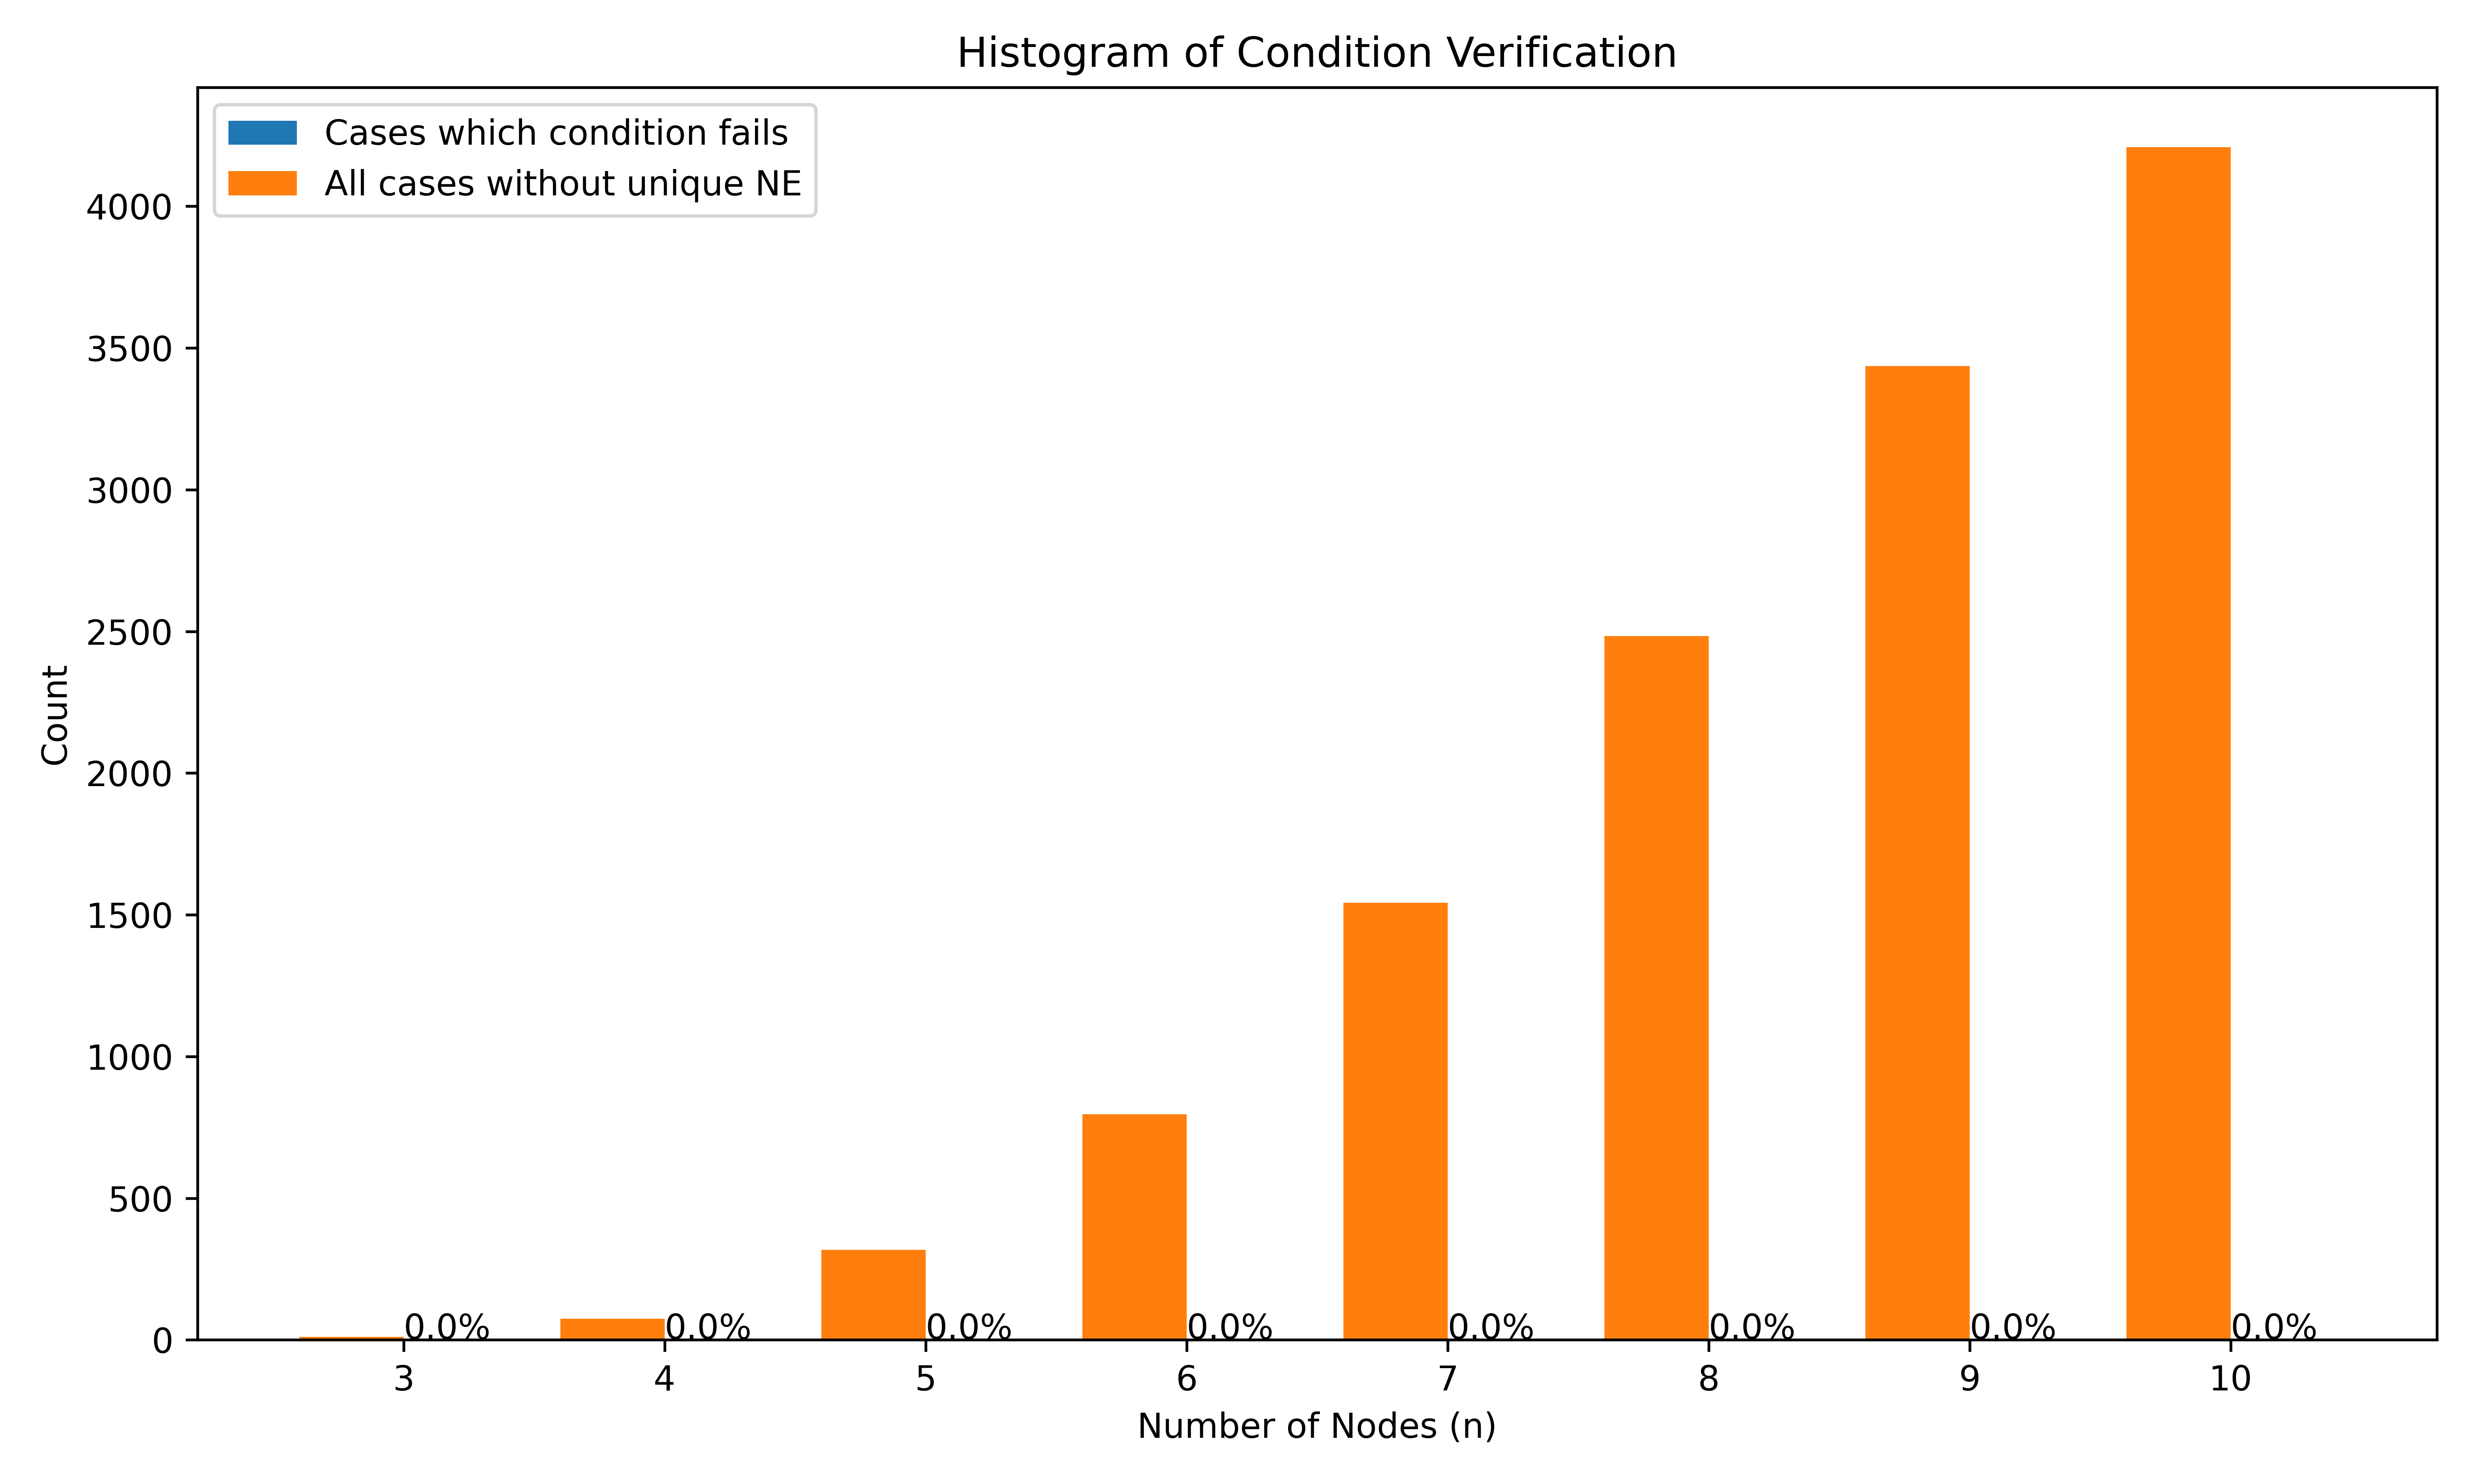 Histogram of Condition Verification
Cases which condition fails
All cases without unique NE
4000
3500
3000
2500
2000
1500
1000
500
0
Count
0.0% 0.0% 0.0% 0.0% 0.0% 0.0% 0.0% 0.0%
3 4 5 6 7 8 9 10
Number of Nodes (n)